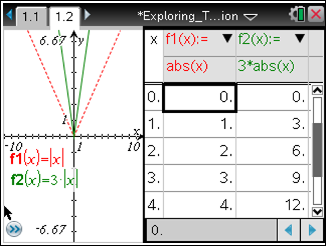 1.1 1.2 *Exploring_T...ion
6.67 y
1
x
-10 1 10
f1(x)=|x|
f2(x)=3·|x|
-6.67
x f1(x):= ▼ f2(x):= ▼
abs(x) 3*abs(x)
0. 0. 0.
1. 1. 3.
2. 2. 6.
3. 3. 9.
4. 4. 12.
0.